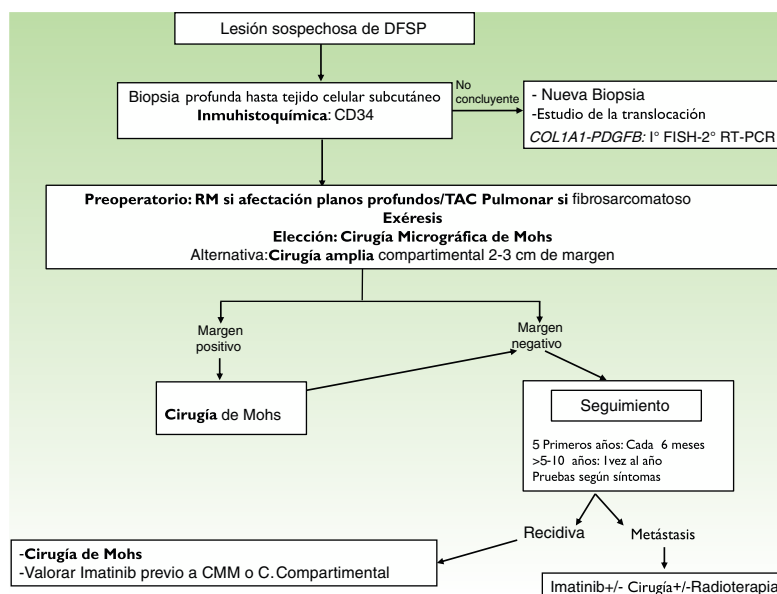 Lesión sospechosa de DFSP
Biopsia profunda hasta tejido celular subcutáneo
Inmuhistoquímica: CD34
No
concluyente
- Nueva Biopsia
-Estudio de la translocación
COL1A1-PDGFB: I° FISH-2° RT-PCR
Preoperatorio: RM si afectación planos profundos/TAC Pulmonar si fibrosarcomatoso
Exéresis
Elección: Cirugía Micrográfica de Mohs
Alternativa:Cirugía amplia compartimental 2-3 cm de margen
Margen
positivo
Margen
negativo
Cirugía de Mohs
Seguimiento
5 Primeros años: Cada 6 meses
>5-10 años: 1vez al año
Pruebas según síntomas
Recidiva
Metástasis
-Cirugía de Mohs
-Valorar Imatinib previo a CMM o C.Compartimental
Imatinib+/- Cirugía+/-Radioterapia